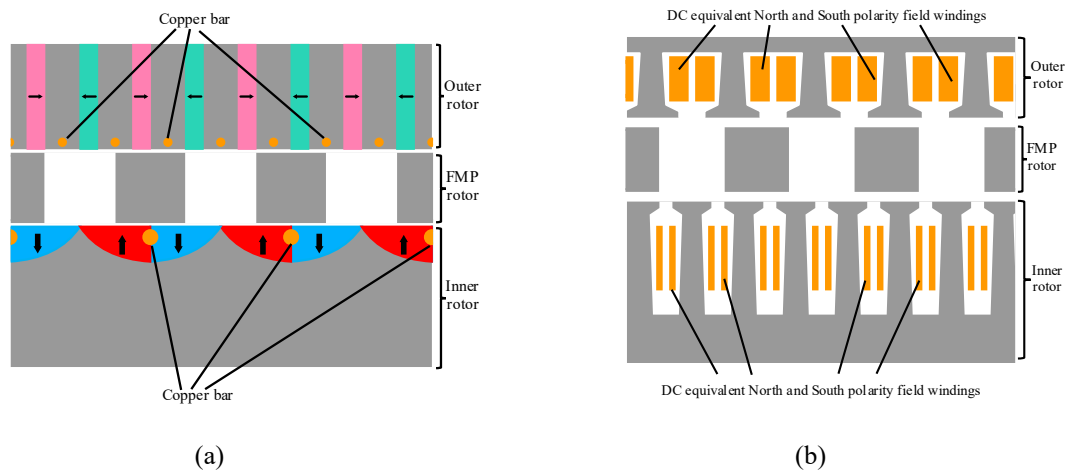 Copper bar
Outer
rotor
FMP
rotor
Inner
rotor
Copper bar
(a)
DC equivalent North and South polarity field windings
Outer
rotor
FMP
rotor
Inner
rotor
DC equivalent North and South polarity field windings
(b)